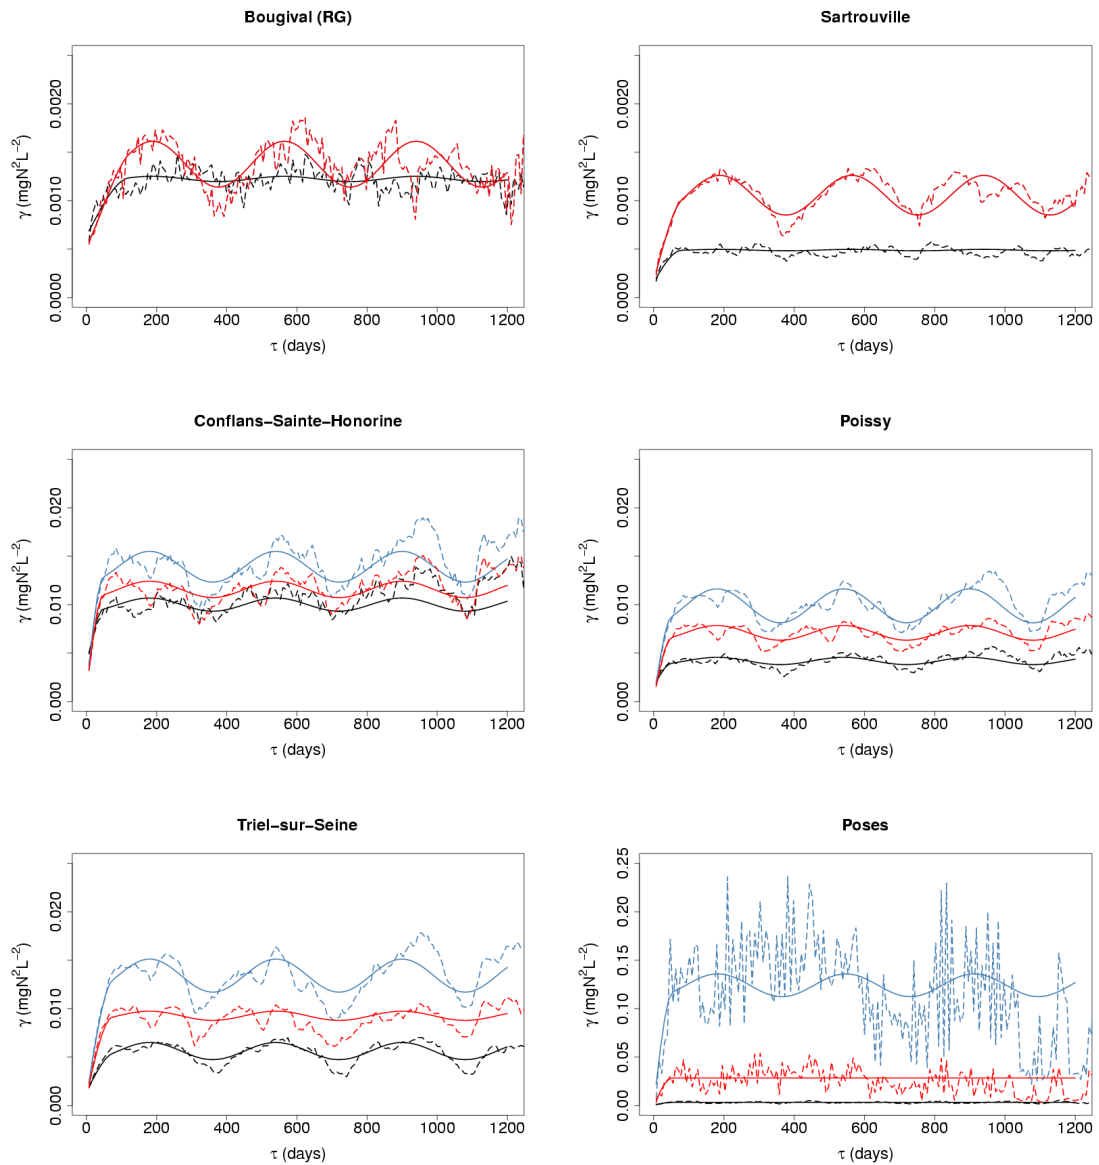 Bougival (RG)
γ (mgN²L⁻²)
0.0000 0.0010 0.0020
0 200 400 600 800 1000 1200
τ (days)
Sartrouville
γ (mgN²L⁻²)
0.0000 0.0010 0.0020
0 200 400 600 800 1000 1200
τ (days)
Conflans−Sainte−Honorine
γ (mgN²L⁻²)
0.000 0.010 0.020
0 200 400 600 800 1000 1200
τ (days)
Poissy
γ (mgN²L⁻²)
0.000 0.010 0.020
0 200 400 600 800 1000 1200
τ (days)
Triel−sur−Seine
γ (mgN²L⁻²)
0.000 0.010 0.020
0 200 400 600 800 1000 1200
τ (days)
Poses
γ (mgN²L⁻²)
0.00 0.05 0.10 0.15 0.20 0.25
0 200 400 600 800 1000 1200
τ (days)